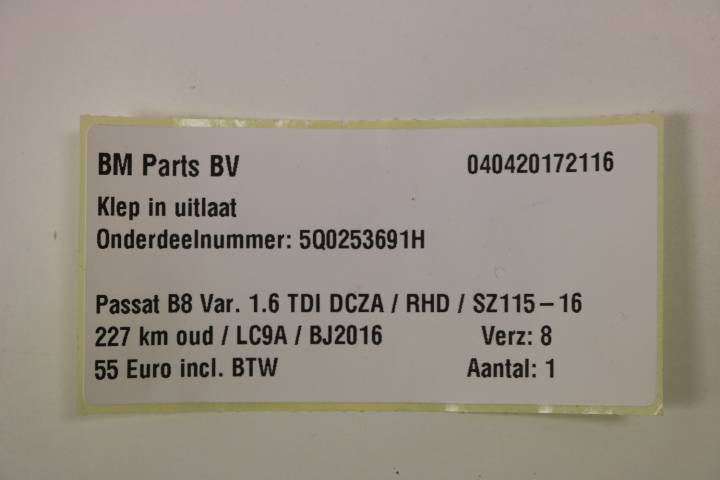 BM Parts BV 040420172116
Klep in uitlaat
Onderdeelnummer: 5Q0253691H
Passat B8 Var. 1.6 TDI DCZA / RHD / SZ115-16
227 km oud / LC9A / BJ2016 Verz: 8
55 Euro incl. BTW Aantal: 1